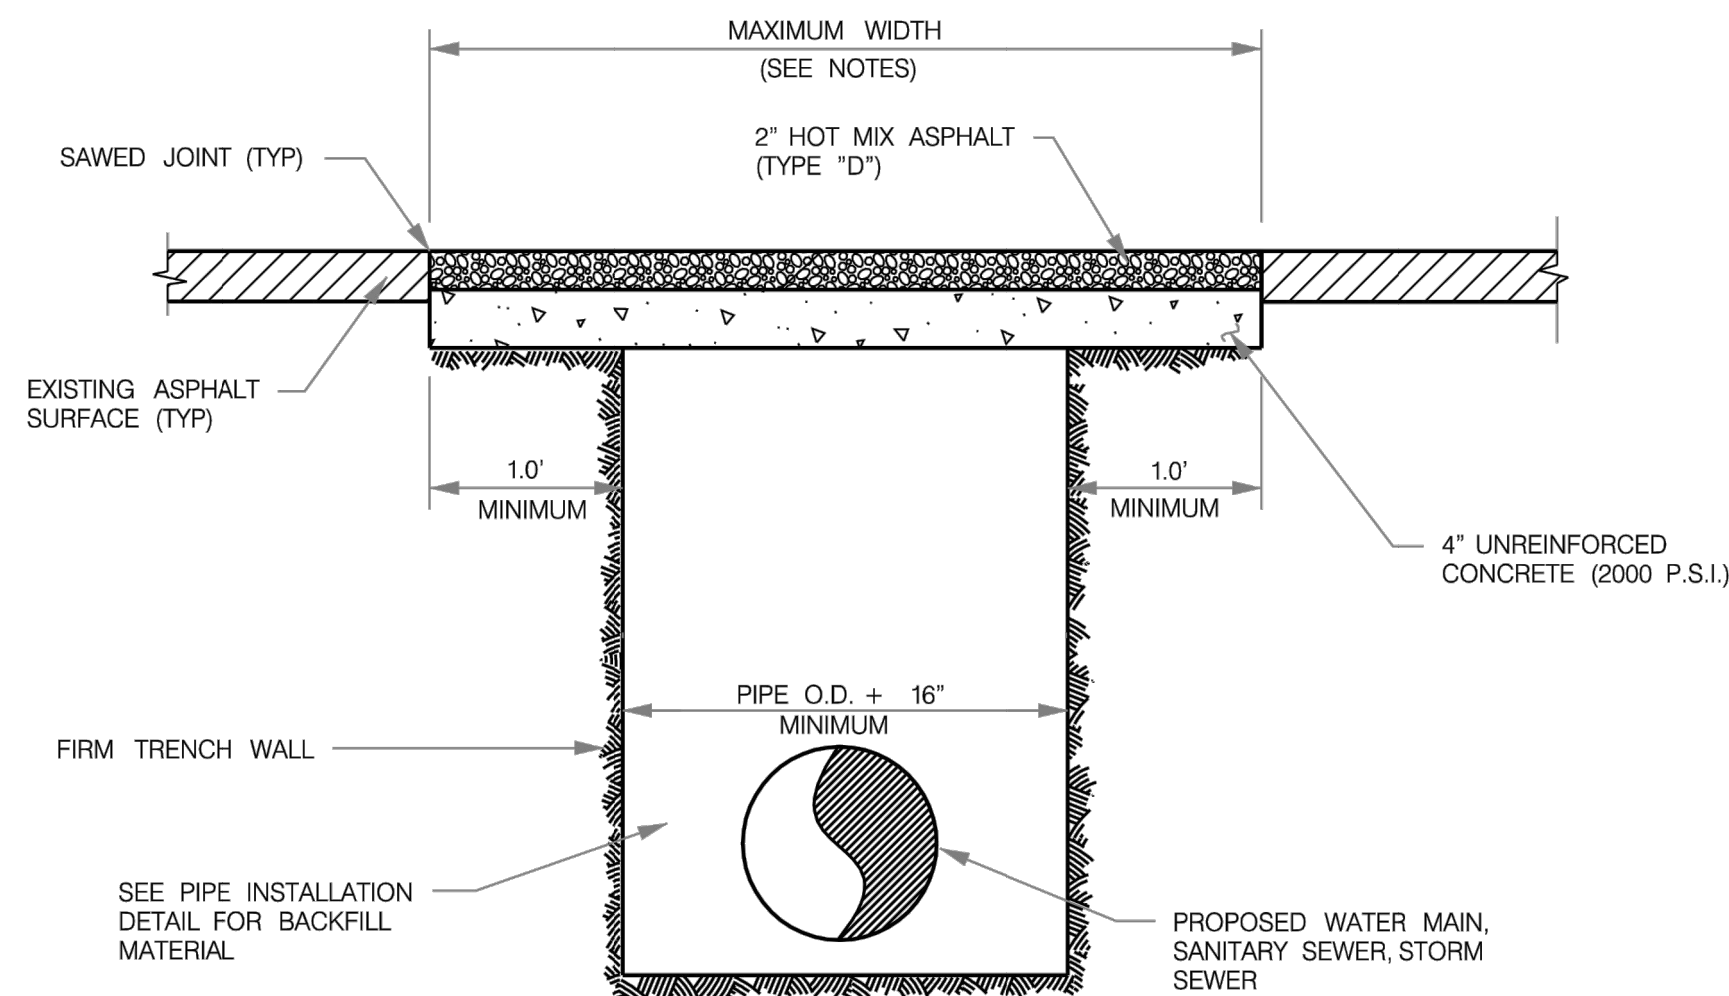 MAXIMUM WIDTH
(SEE NOTES)
2” HOT MIX ASPHALT
(TYPE ”D”)
SAWED JOINT (TYP)
EXISTING ASPHALT
SURFACE (TYP)
1.0'
MINIMUM
1.0'
MINIMUM
4” UNREINFORCED
CONCRETE (2000 P.S.I.)
PIPE O.D. + 16”
MINIMUM
FIRM TRENCH WALL
SEE PIPE INSTALLATION
DETAIL FOR BACKFILL
MATERIAL
PROPOSED WATER MAIN,
SANITARY SEWER, STORM
SEWER